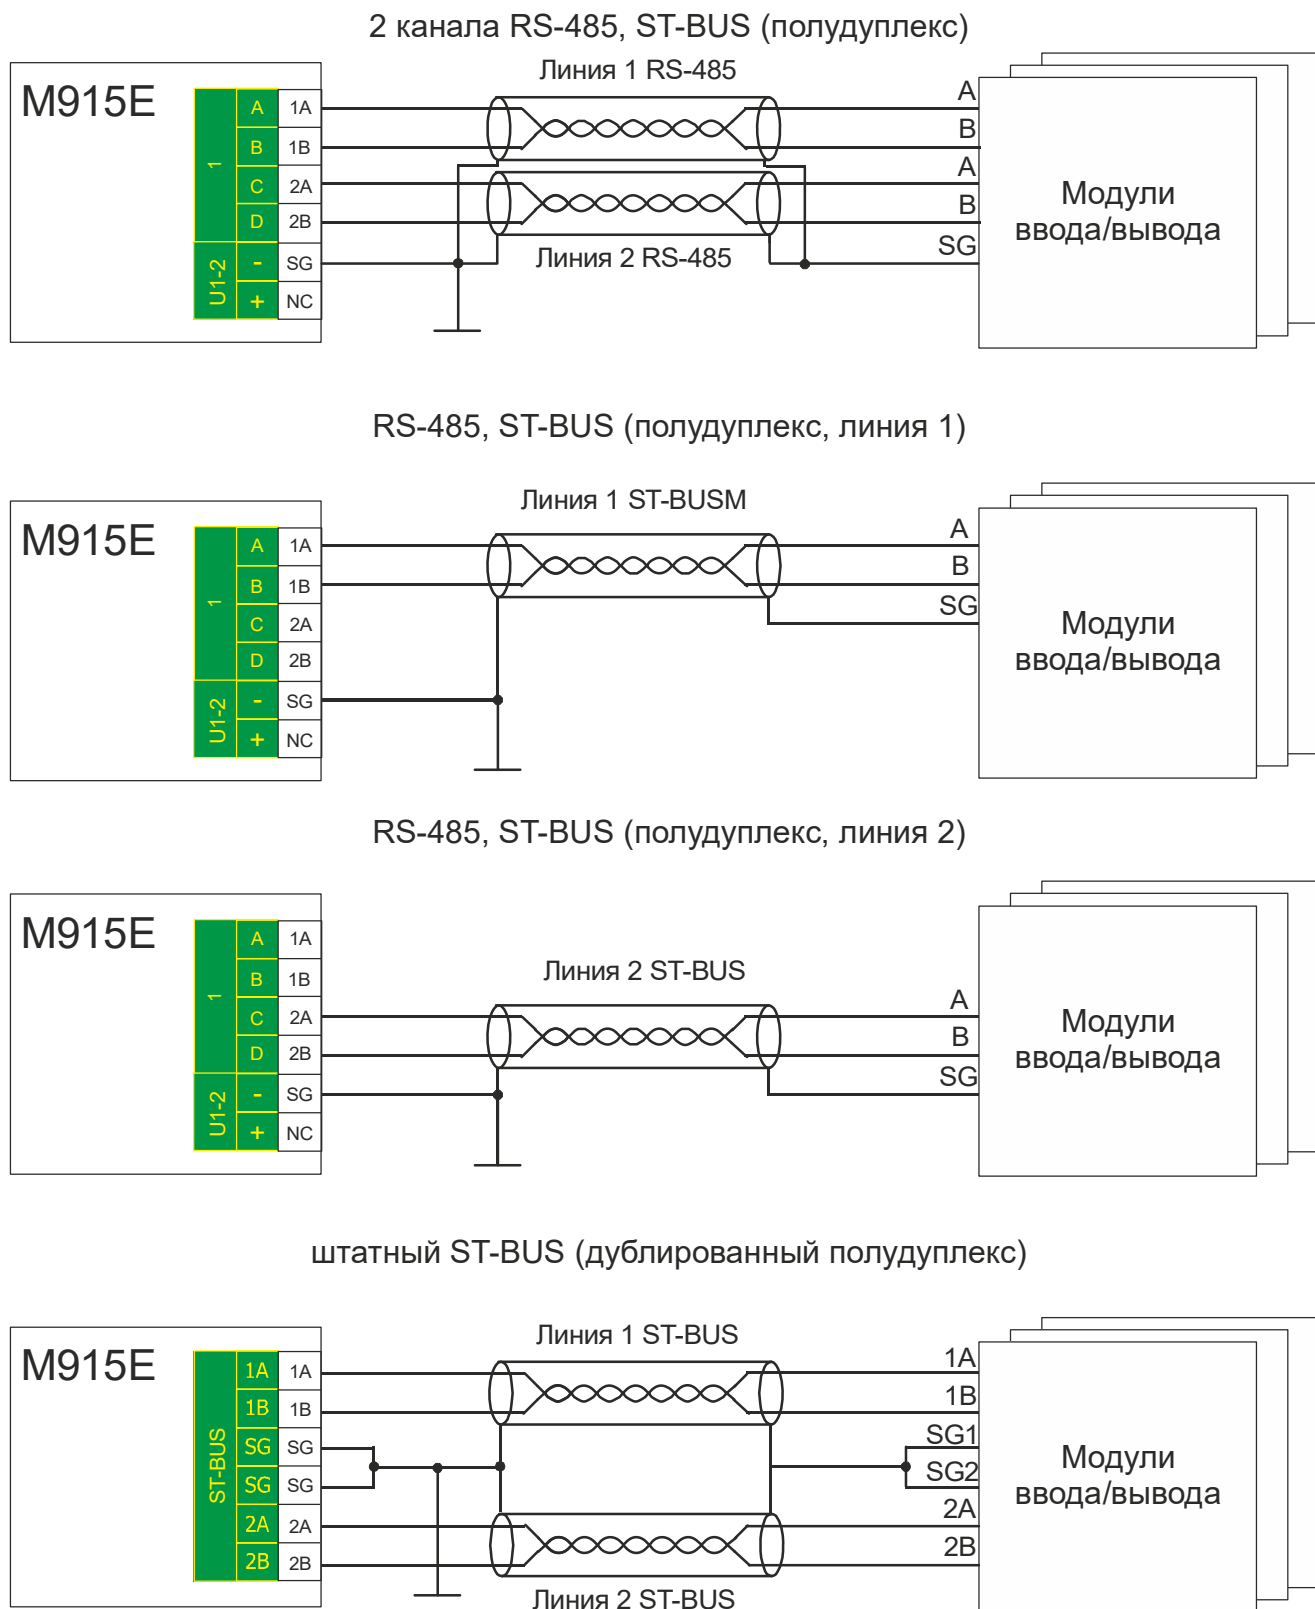 2 канала RS-485, ST-BUS (полудуплекс)
Линия 1 RS-485
M915E
1
U1-2
A 1A
B 1B
C 2A
D 2B
- SG
+ NC
A
B
A
B
SG
Линия 2 RS-485
Модули
ввода/вывода
RS-485, ST-BUS (полудуплекс, линия 1)
Линия 1 ST-BUSM
M915E
1
U1-2
A 1A
B 1B
C 2A
D 2B
- SG
+ NC
A
B
SG
Модули
ввода/вывода
RS-485, ST-BUS (полудуплекс, линия 2)
M915E
1
U1-2
A 1A
B 1B
C 2A
D 2B
- SG
+ NC
Линия 2 ST-BUS
A
B
SG
Модули
ввода/вывода
штатный ST-BUS (дублированный полудуплекс)
Линия 1 ST-BUS
M915E
ST-BUS
1A 1A
1B 1B
SG SG
SG SG
2A 2A
2B 2B
1A
1B
SG1
SG2
2A
2B
Модули
ввода/вывода
Линия 2 ST-BUS